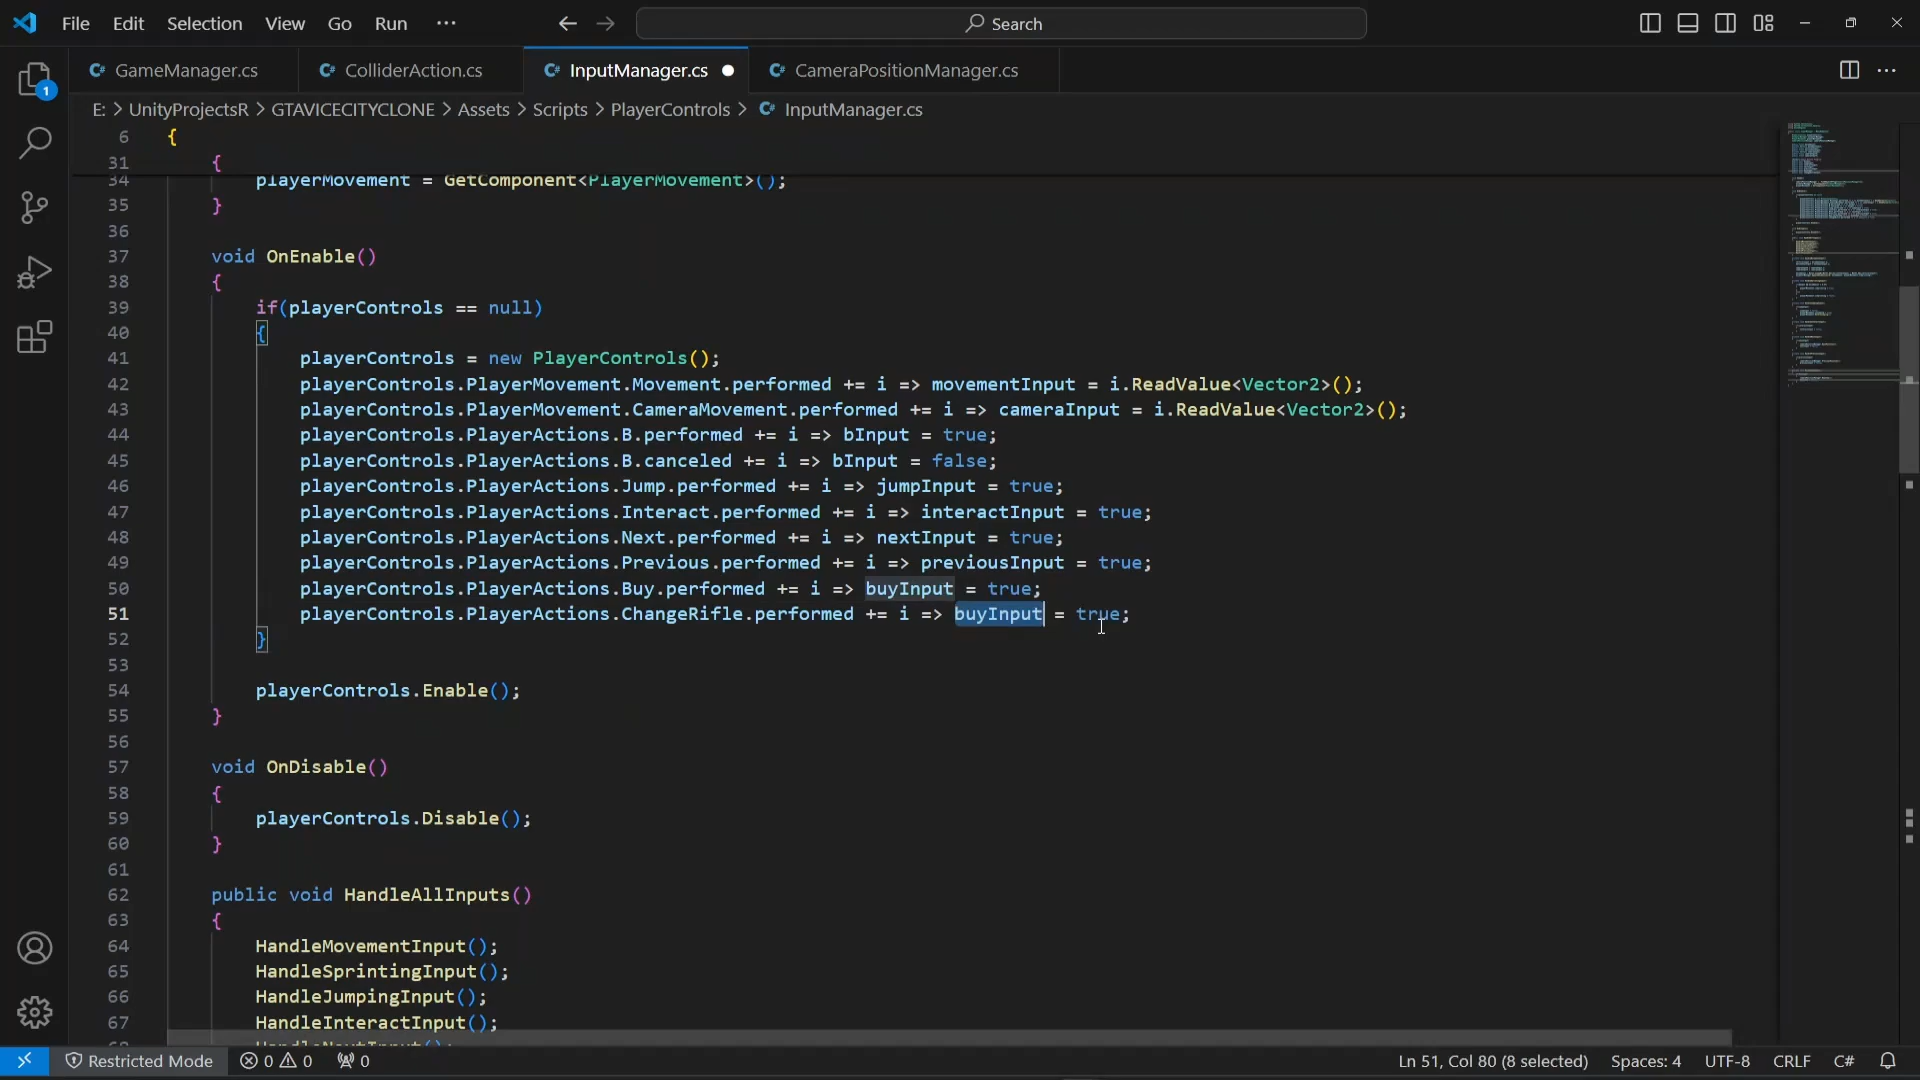 File Edit Selection View Go Run ··· Search
GameManager.cs ColliderAction.cs InputManager.cs CameraPositionManager.cs
E: > UnityProjectsR > GTAVICECITYCLONE > Assets > Scripts > PlayerControls > InputManager.cs
6 {
31 {
34 playerMovement = GetComponent<PlayerMovement>();
35 }
36
37 void OnEnable()
38 {
39 if(playerControls == null)
40 {
41 playerControls = new PlayerControls();
42 playerControls.PlayerMovement.Movement.performed += i => movementInput = i.ReadValue<Vector2>();
43 playerControls.PlayerMovement.CameraMovement.performed += i => cameraInput = i.ReadValue<Vector2>();
44 playerControls.PlayerActions.B.performed += i => bInput = true;
45 playerControls.PlayerActions.B.canceled += i => bInput = false;
46 playerControls.PlayerActions.Jump.performed += i => jumpInput = true;
47 playerControls.PlayerActions.Interact.performed += i => interactInput = true;
48 playerControls.PlayerActions.Next.performed += i => nextInput = true;
49 playerControls.PlayerActions.Previous.performed += i => previousInput = true;
50 playerControls.PlayerActions.Buy.performed += i => buyInput = true;
51 playerControls.PlayerActions.ChangeRifle.performed += i => buyInput = true;
52 }
53
54 playerControls.Enable();
55 }
56
57 void OnDisable()
58 {
59 playerControls.Disable();
60 }
61
62 public void HandleAllInputs()
63 {
64 HandleMovementInput();
65 HandleSprintingInput();
66 HandleJumpingInput();
67 HandleInteractInput();
1
Restricted Mode 0 0 0 Ln 51, Col 80 (8 selected) Spaces: 4 UTF-8 CRLF C#